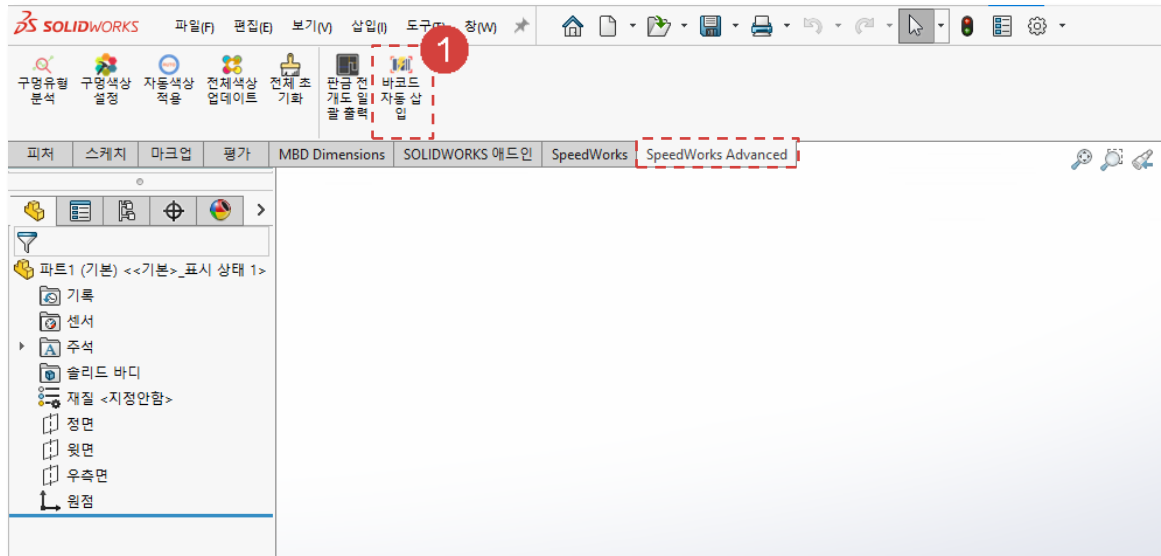 SOLIDWORKS 파일(F) 편집(E) 보기(V) 삽입(I) 도구(T) 창(W)
1
구멍유형 분석
구멍색상 설정
자동색상 적용
전체색상 업데이트
전체 초기화
판금 전개도 일괄 출력
바코드 자동 삽입
피처 스케치 마크업 평가 MBD Dimensions SOLIDWORKS 애드인 SpeedWorks SpeedWorks Advanced
파트1 (기본) <<기본>_표시 상태 1>
기록
센서
주석
솔리드 바디
재질 <지정안함>
정면
윗면
우측면
원점